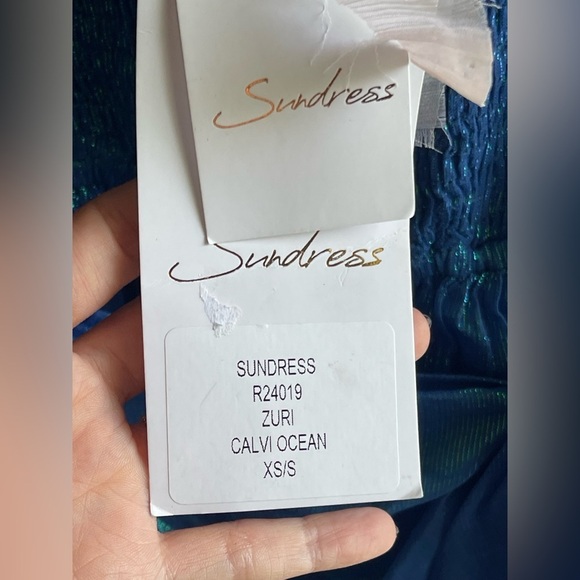 Sundress
Sundress
SUNDRESS
R24019
ZURI
CALVI OCEAN
XS/S